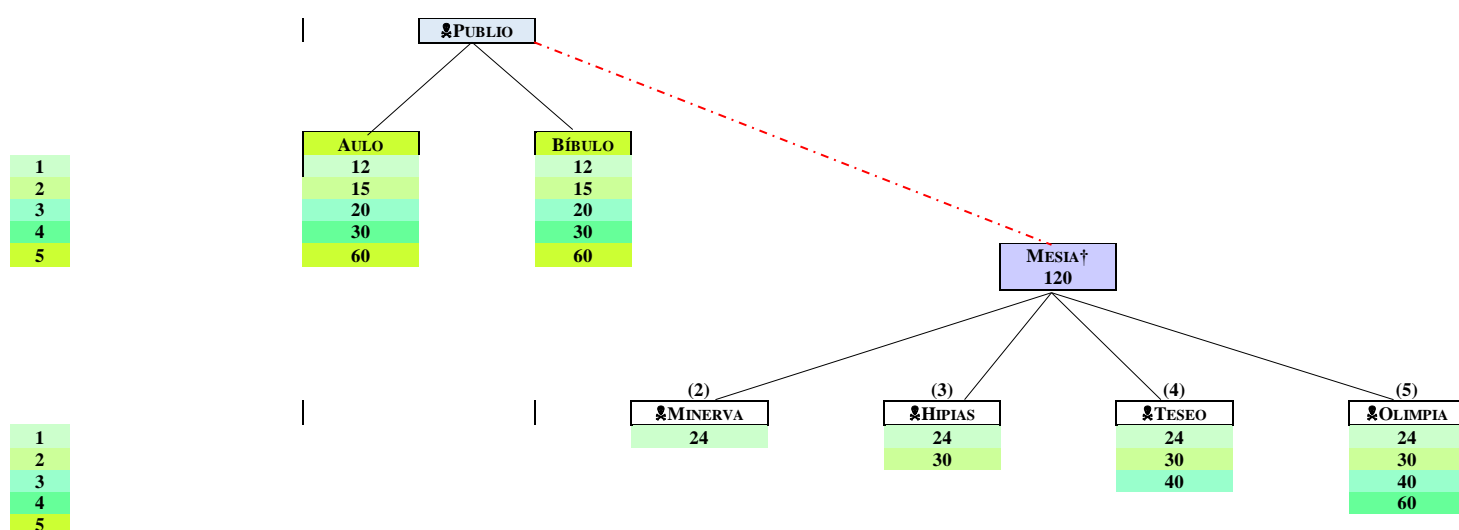 ☠PUBLIO
AULO BÍBULO
1 12 12
2 15 15
3 20 20
4 30 30
5 60 60
MESIA†
120
(2) (3) (4) (5)
☠MINERVA ☠HIPIAS ☠TESEO ☠OLIMPIA
1 24 24 24 24
2 30 30 30
3 40 40
4 60
5